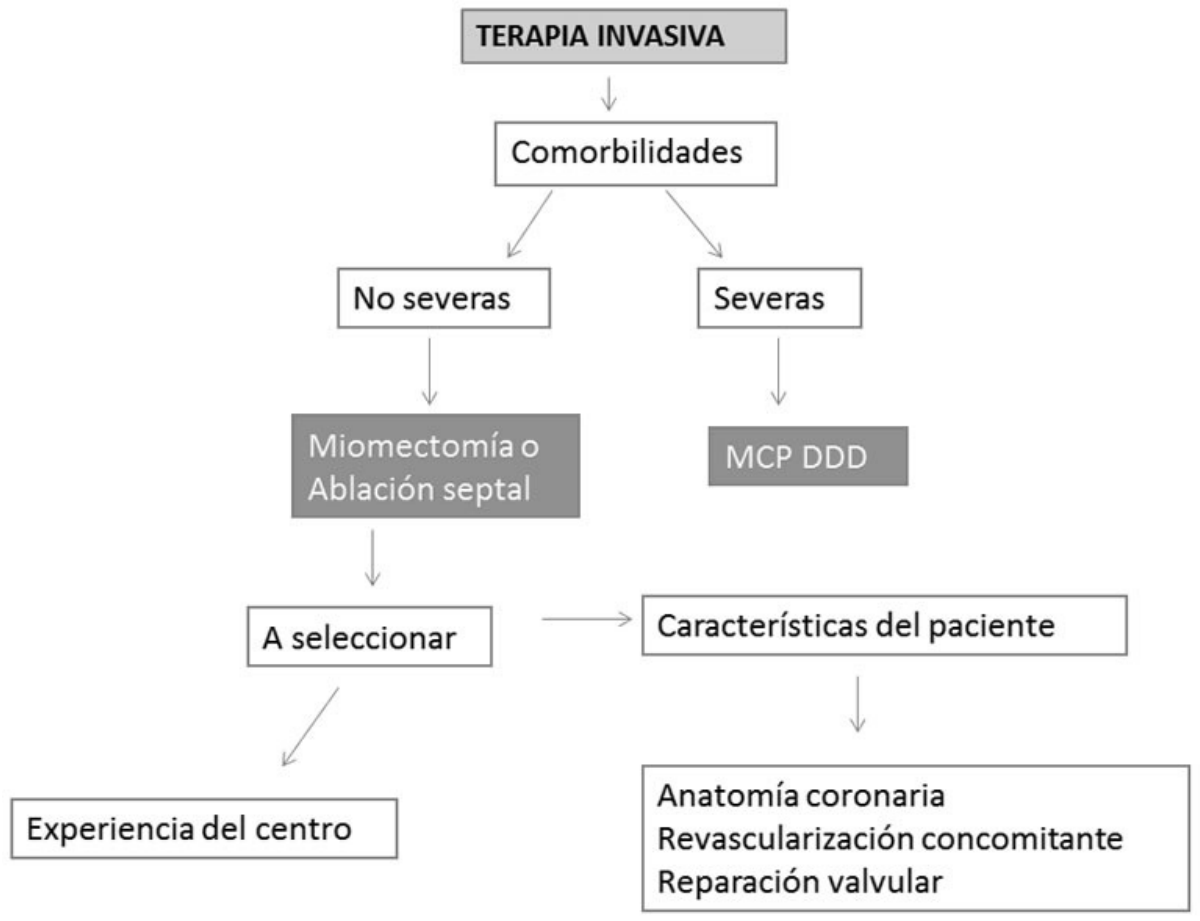 TERAPIA INVASIVA
Comorbilidades
No severas
Severas
Miomectomía o
Ablación septal
MCP DDD
A seleccionar
Características del paciente
Experiencia del centro
Anatomía coronaria
Revascularización concomitante
Reparación valvular